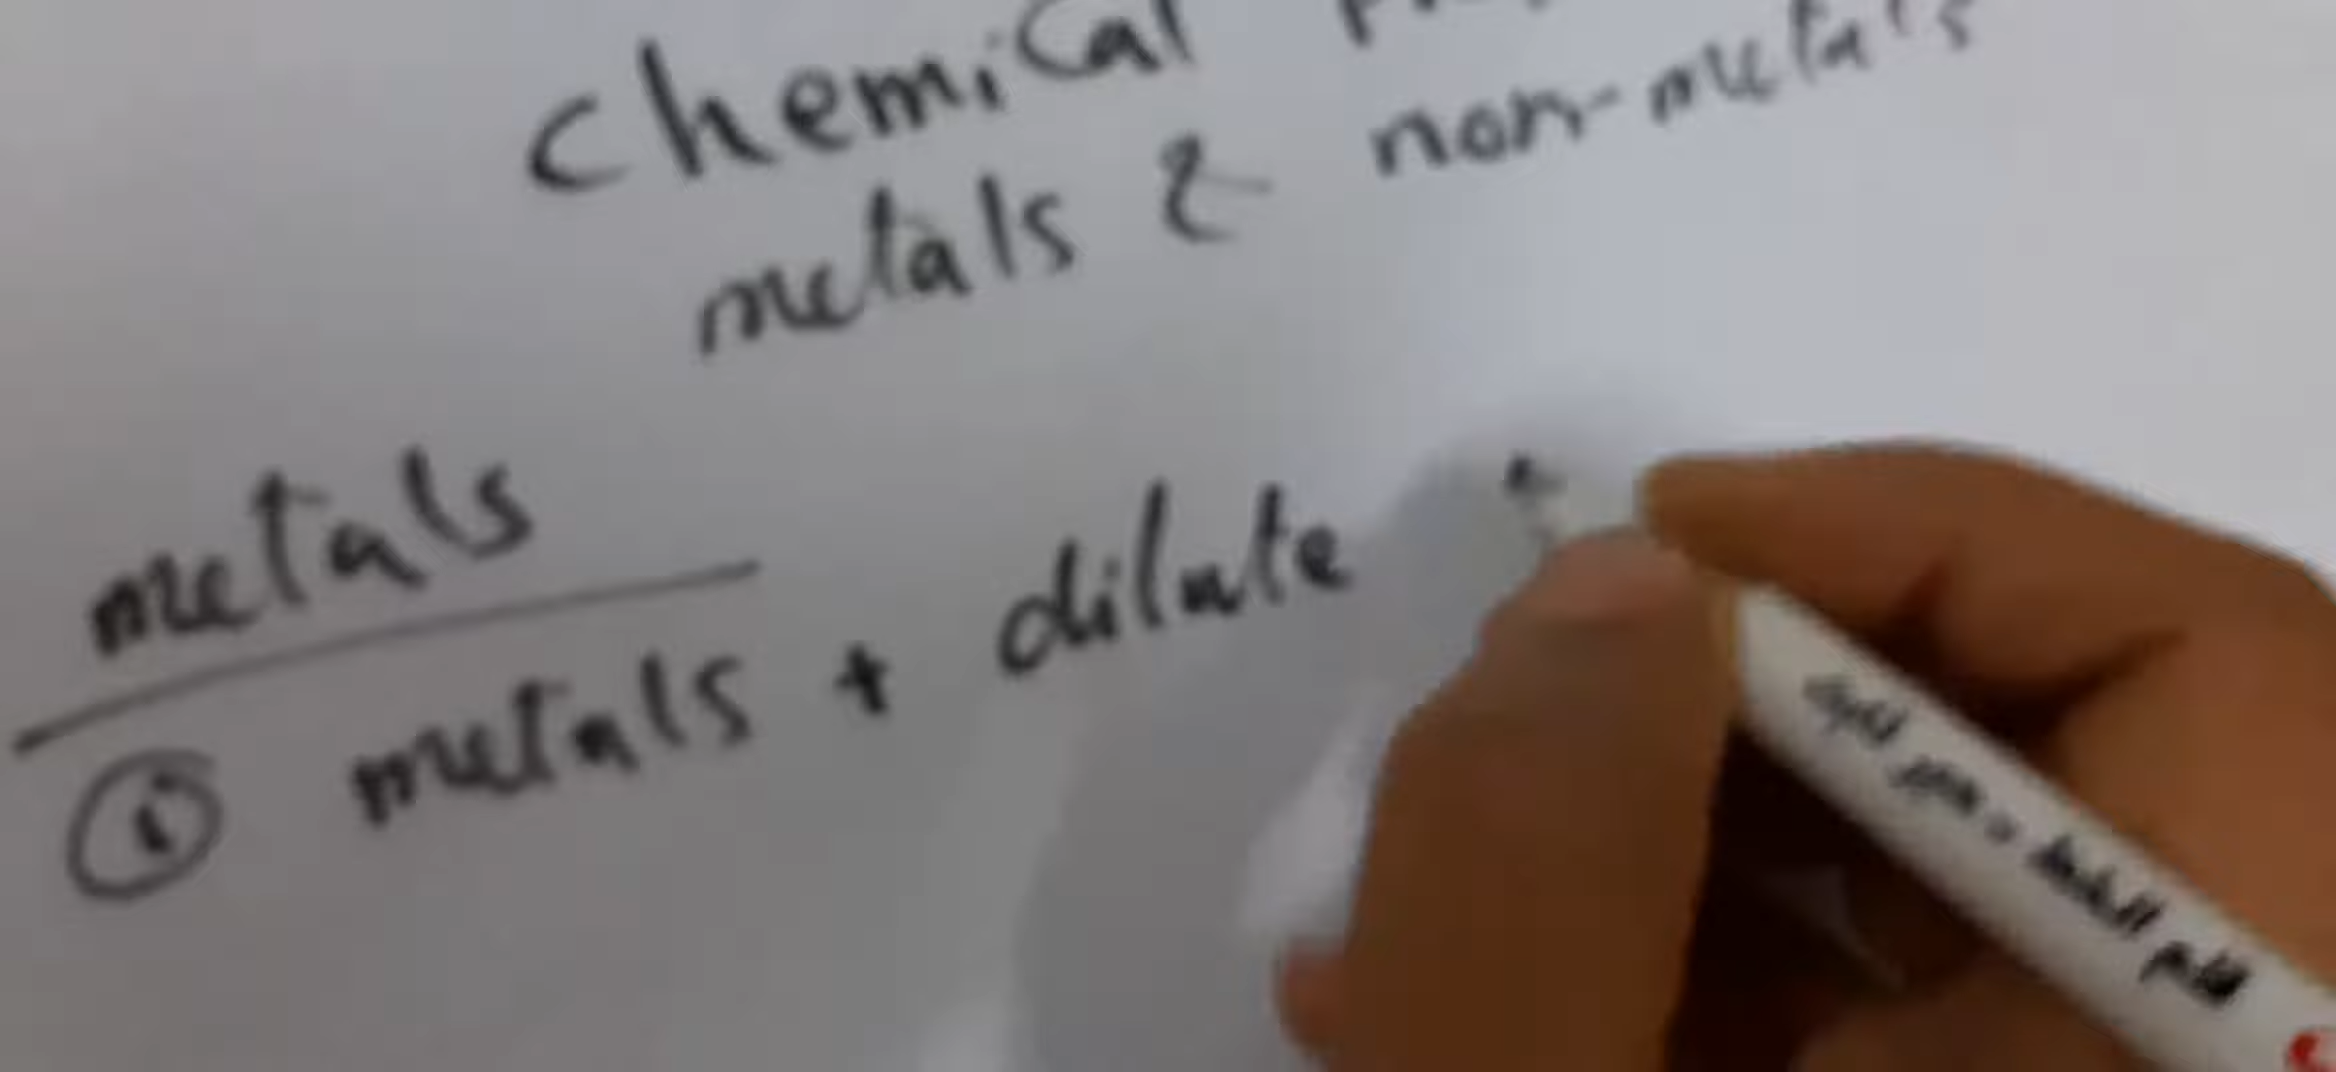 Chemical
metals & non-metals
metals
① metals + dilute